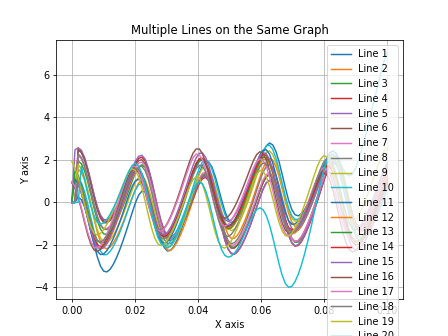 Multiple Lines on the Same Graph
Y axis
6
4
2
0
−2
−4
0.00
0.02
0.04
0.06
X axis
Line 1
Line 2
Line 3
Line 4
Line 5
Line 6
Line 7
Line 8
Line 9
Line 10
Line 11
Line 12
Line 13
Line 14
Line 15
Line 16
Line 17
Line 18
Line 19
Line 20